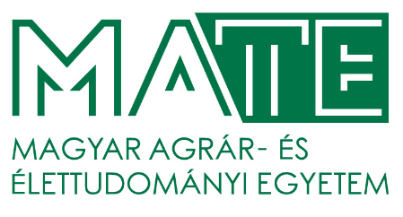 MATE
MAGYAR AGRÁR- ÉS
ÉLETTUDOMÁNYI EGYETEM